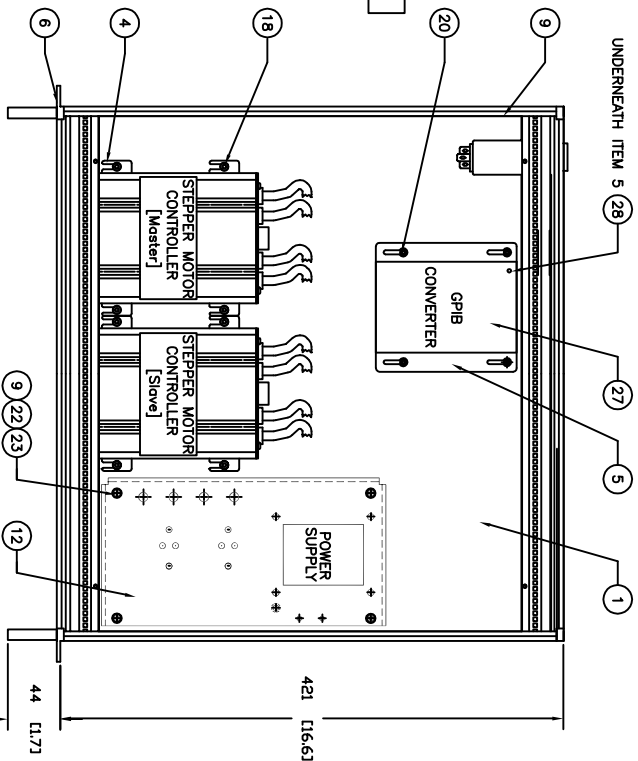 UNDERNEATH ITEM 5
28
6
4
18
20
9
27
5
1
STEPPER MOTOR
CONTROLLER
[Master]
STEPPER MOTOR
CONTROLLER
[Slave]
GPIB
CONVERTER
POWER
SUPPLY
9
22
23
12
421 [16.6]
44 [1.7]